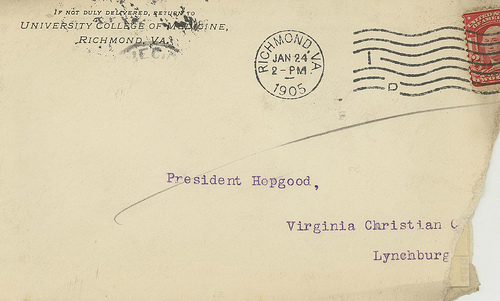 If not duly delivered, return to
University College of Medicine,
Richmond, Va.
RICHMOND, VA.
JAN 24
2-PM.
1905
I
D
President Hopgood,
Virginia Christian C
Lynchburg